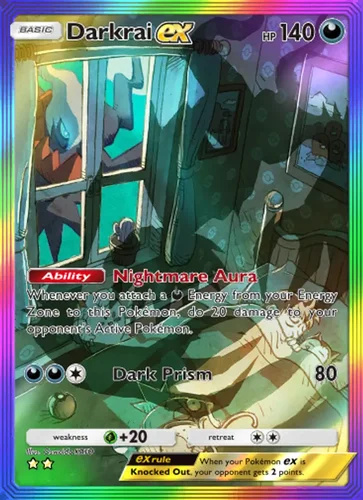 BASIC Darkrai ex HP 140
Ability Nightmare Aura
Whenever you attach a Energy from your Energy
Zone to this Pokémon, do 20 damage to your
opponent's Active Pokémon.
Dark Prism 80
weakness +20 retreat
Illus.
ex rule When your Pokémon ex is
Knocked Out, your opponent gets 2 points.